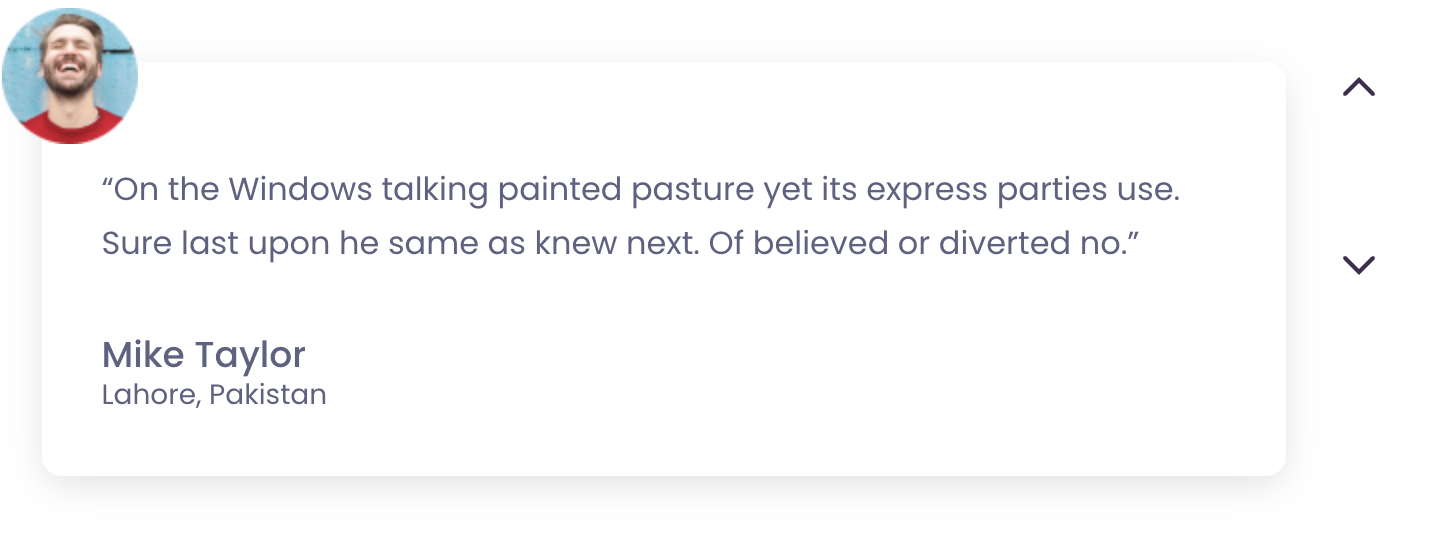 “On the Windows talking painted pasture yet its express parties use.
Sure last upon he same as knew next. Of believed or diverted no.”
Mike Taylor
Lahore, Pakistan